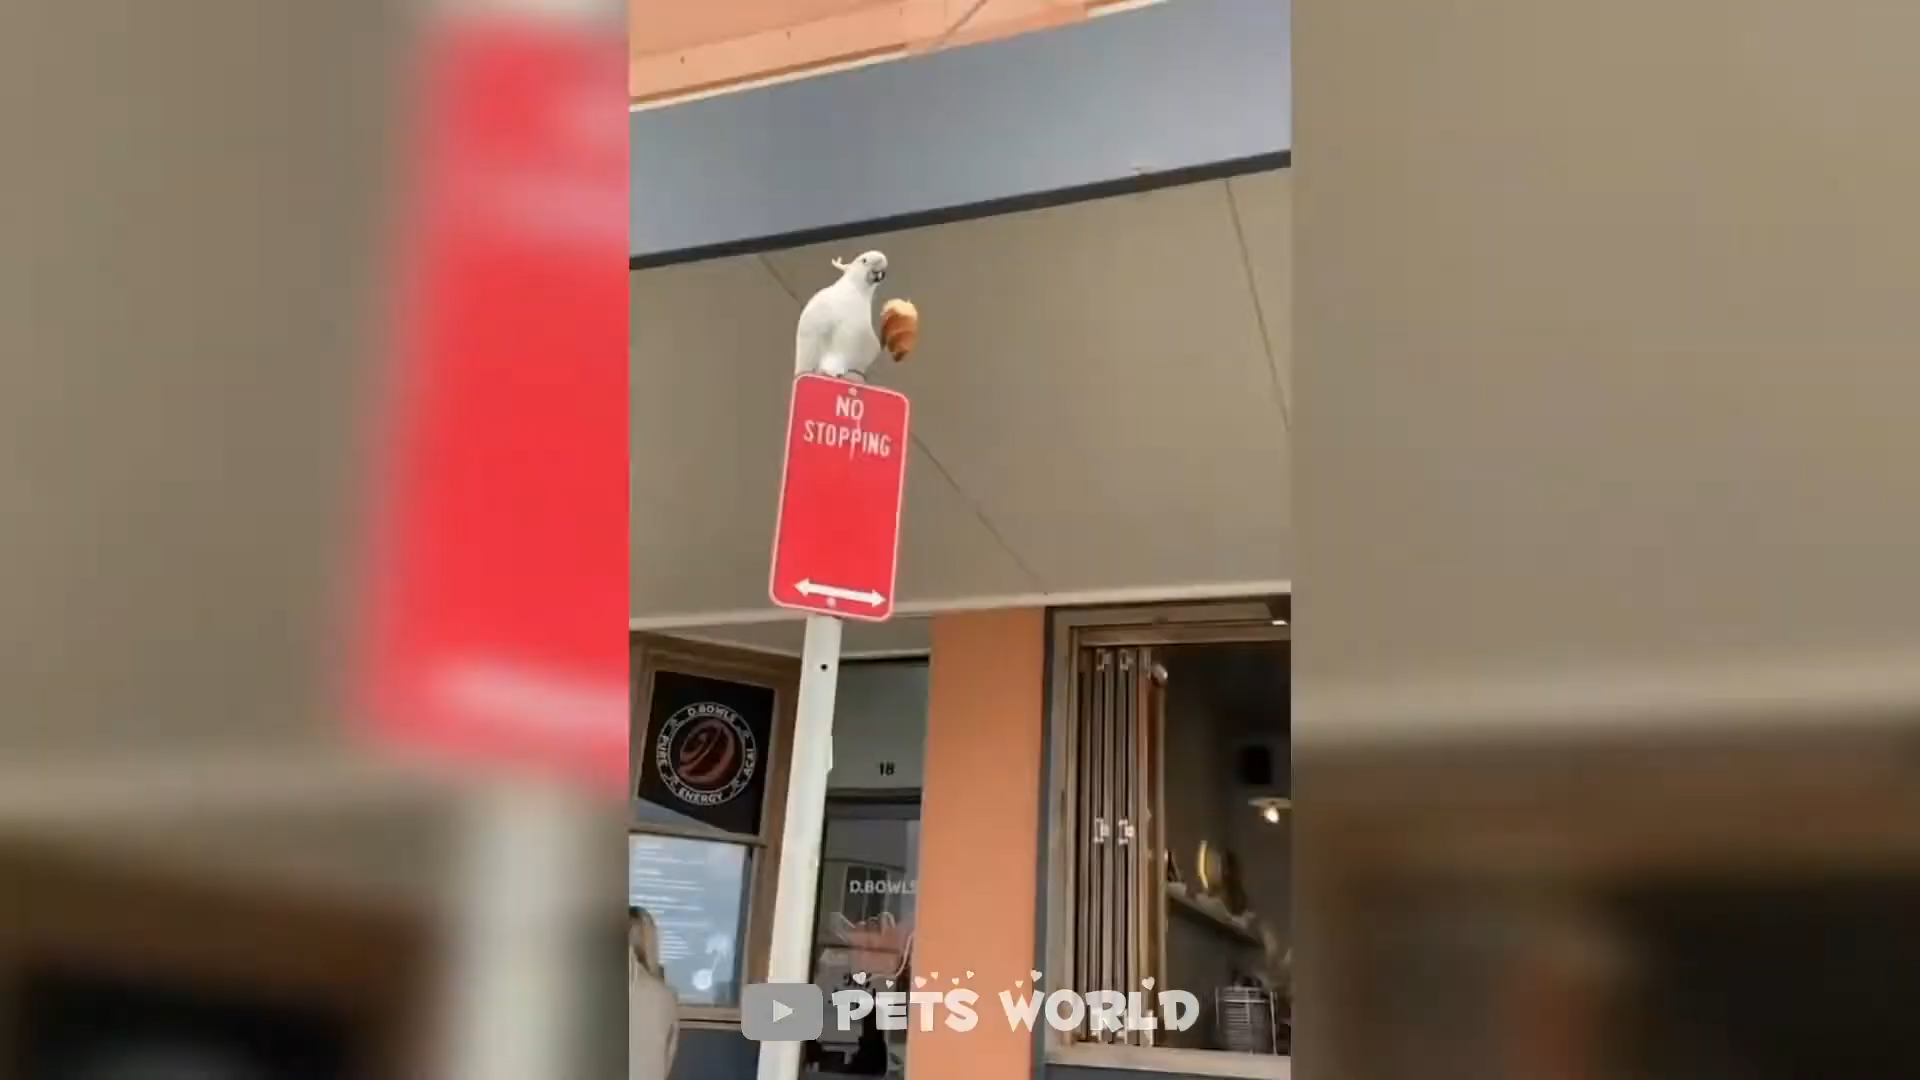 NO
STOPPING
D.BOWLS
PURE
ACAI
ENERGY
18
D.BOWLS
PETS WORLD